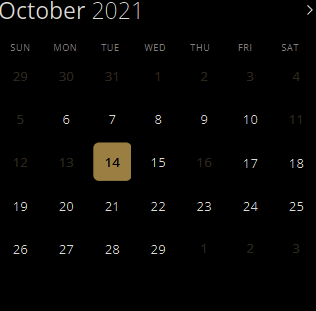 October 2021
SUN MON TUE WED THU FRI SAT
29 30 31 1 2 3 4
5 6 7 8 9 10 11
12 13 14 15 16 17 18
19 20 21 22 23 24 25
26 27 28 29 1 2 3